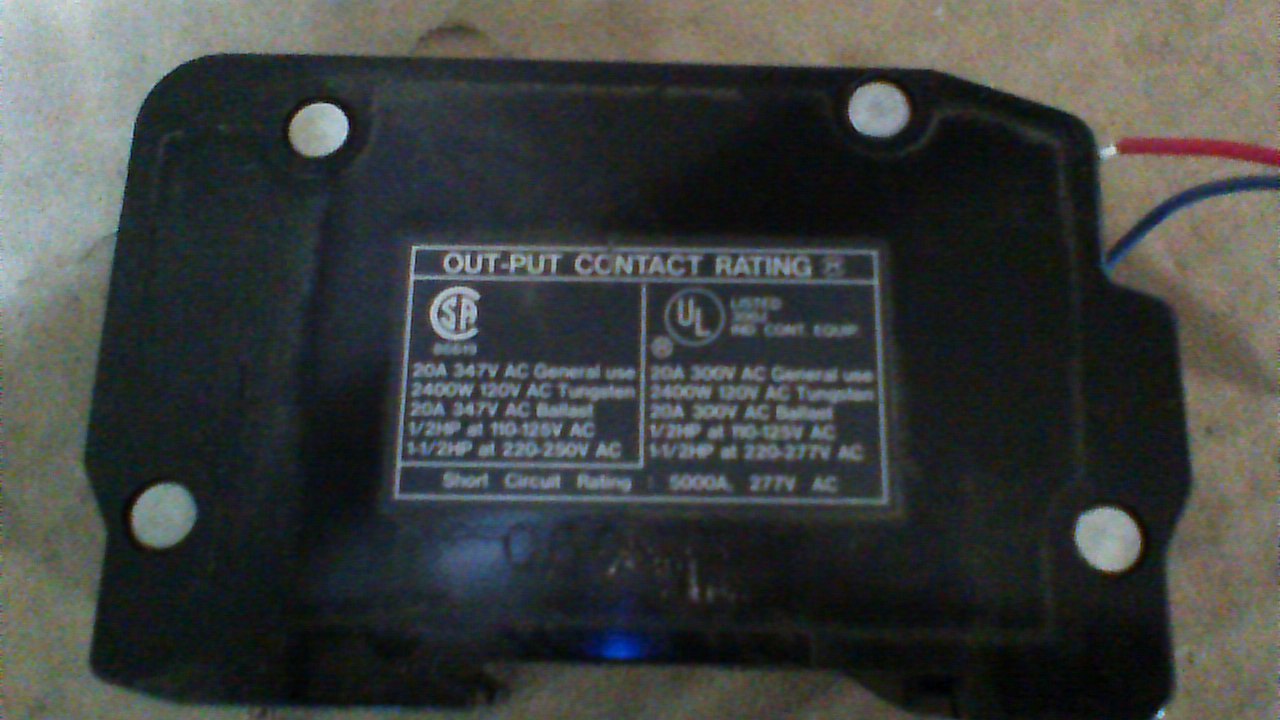 OUT-PUT CONTACT RATING
UL
LISTED
IND. CONT. EQUIP.
20A 347V AC General use
2400W 120V AC Tungsten
20A 347V AC Ballast
1/2HP at 110-125V AC
1-1/2HP at 220-250V AC
20A 300V AC General use
2400W 120V AC Tungsten
20A 300V AC Ballast
1/2HP at 110-125V AC
1-1/2HP at 220-277V AC
Short Circuit Rating : 5000A, 277V AC